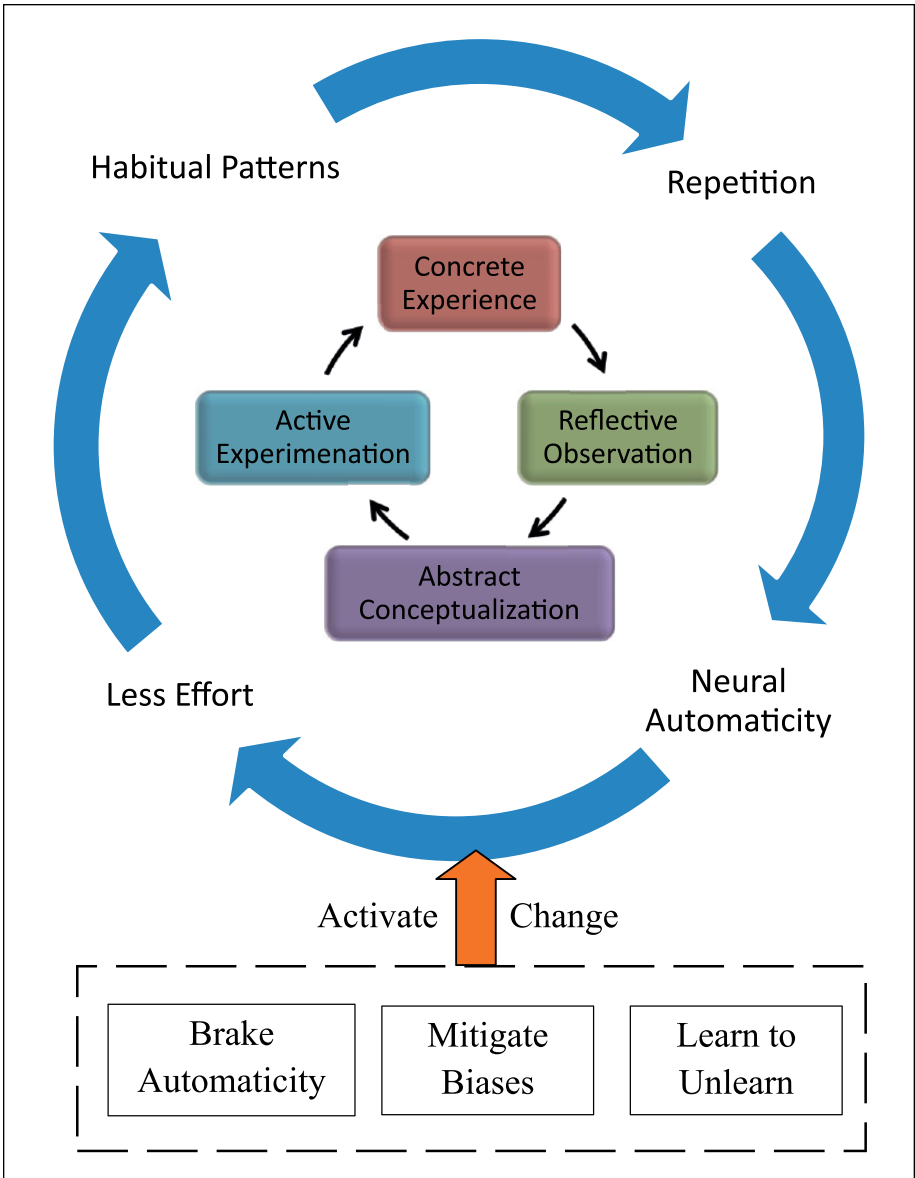 Habitual Patterns
Repetition
Concrete
Experience
Active
Experimenation
Reflective
Observation
Abstract
Conceptualization
Less Effort
Neural
Automaticity
Activate Change
Brake
Automaticity
Mitigate
Biases
Learn to
Unlearn